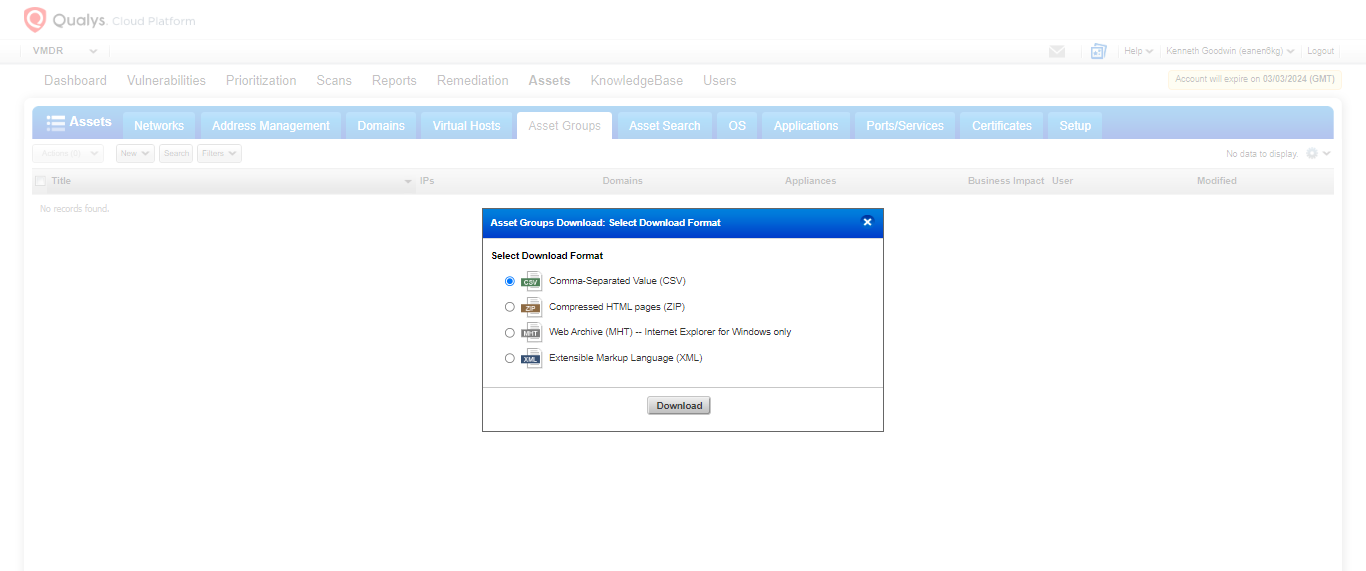 Qualys. Cloud Platform
VMDR
Help Kenneth Goodwin (eanen6kg) Logout
Dashboard Vulnerabilities Prioritization Scans Reports Remediation Assets KnowledgeBase Users
Account will expire on 03/03/2024 (GMT)
Assets Networks Address Management Domains Virtual Hosts Asset Groups Asset Search OS Applications Ports/Services Certificates Setup
Actions (0) New Search Filters No data to display.
Title IPs Domains Appliances Business Impact User Modified
No records found.
Asset Groups Download: Select Download Format
Select Download Format
CSV Comma-Separated Value (CSV)
ZIP Compressed HTML pages (ZIP)
MHT Web Archive (MHT) -- Internet Explorer for Windows only
XML Extensible Markup Language (XML)
Download